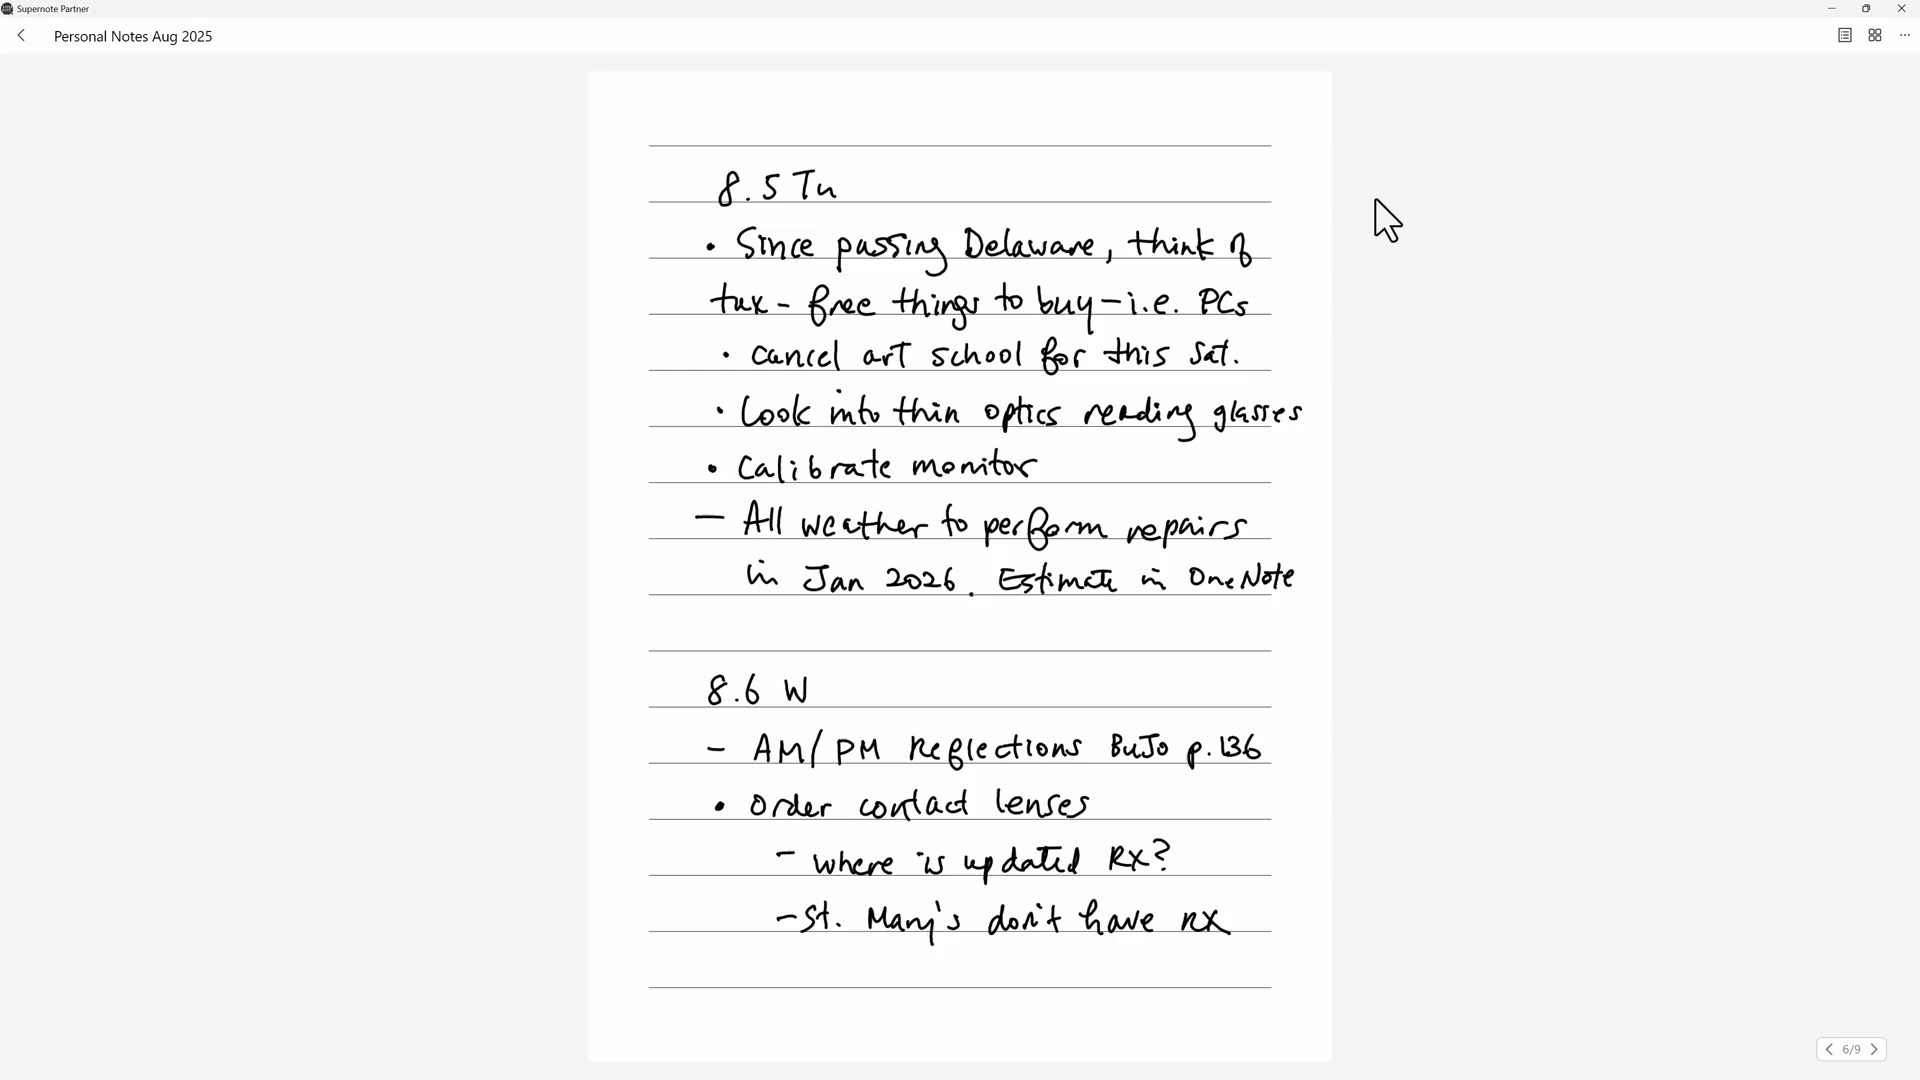 Supernote Partner
Personal Notes Aug 2025
8.5 Tu
• Since passing Delaware, think of
tax-free things to buy - i.e. PCs
• Cancel art school for this Sat.
• Look into thin optics reading glasses
• Calibrate monitor
— All weather to perform repairs
in Jan 2026. Estimate in OneNote
8.6 W
- AM/PM Reflections BuJo p.136
• Order contact lenses
- where is updated RX?
- St. Mary's don't have RX
6/9